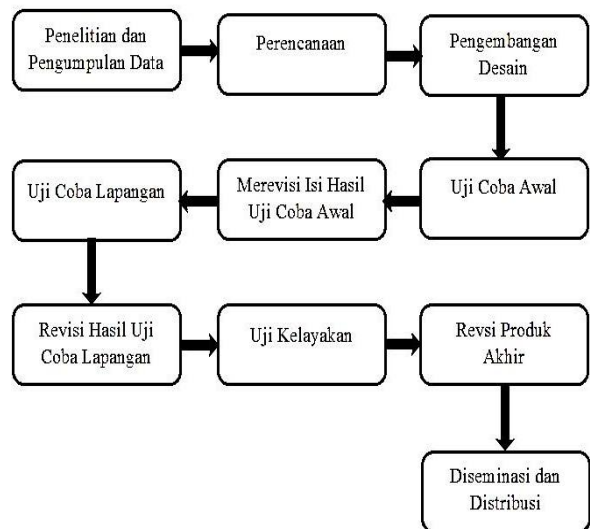 Penelitian dan
Pengumpulan Data
Perencanaan
Pengembangan
Desain
Uji Coba Awal
Merevisi Isi Hasil
Uji Coba Awal
Uji Coba Lapangan
Revisi Hasil Uji
Coba Lapangan
Uji Kelayakan
Revsi Produk
Akhir
Diseminasi dan
Distribusi